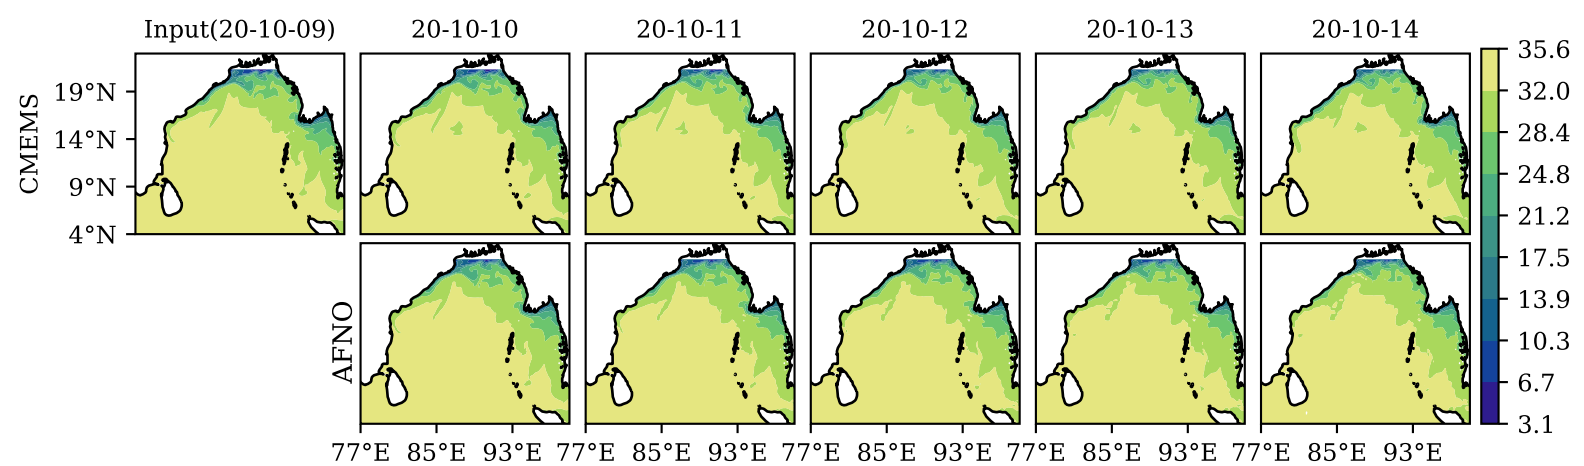 Input(20-10-09) 20-10-10 20-10-11 20-10-12 20-10-13 20-10-14
CMEMS
19°N
14°N
9°N
4°N
AFNO
77°E 85°E 93°E 77°E 85°E 93°E 77°E 85°E 93°E 77°E 85°E 93°E 77°E 85°E 93°E
35.6
32.0
28.4
24.8
21.2
17.5
13.9
10.3
6.7
3.1